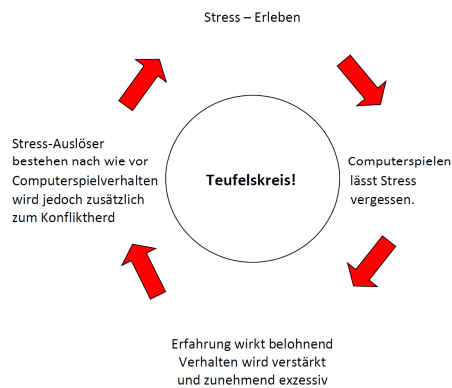 Stress – Erleben
Stress-Auslöser
bestehen nach wie vor
Computerspielverhalten
wird jedoch zusätzlich
zum Konfliktherd
Teufelskreis!
Computerspielen
lässt Stress
vergessen.
Erfahrung wirkt belohnend
Verhalten wird verstärkt
und zunehmend exzessiv